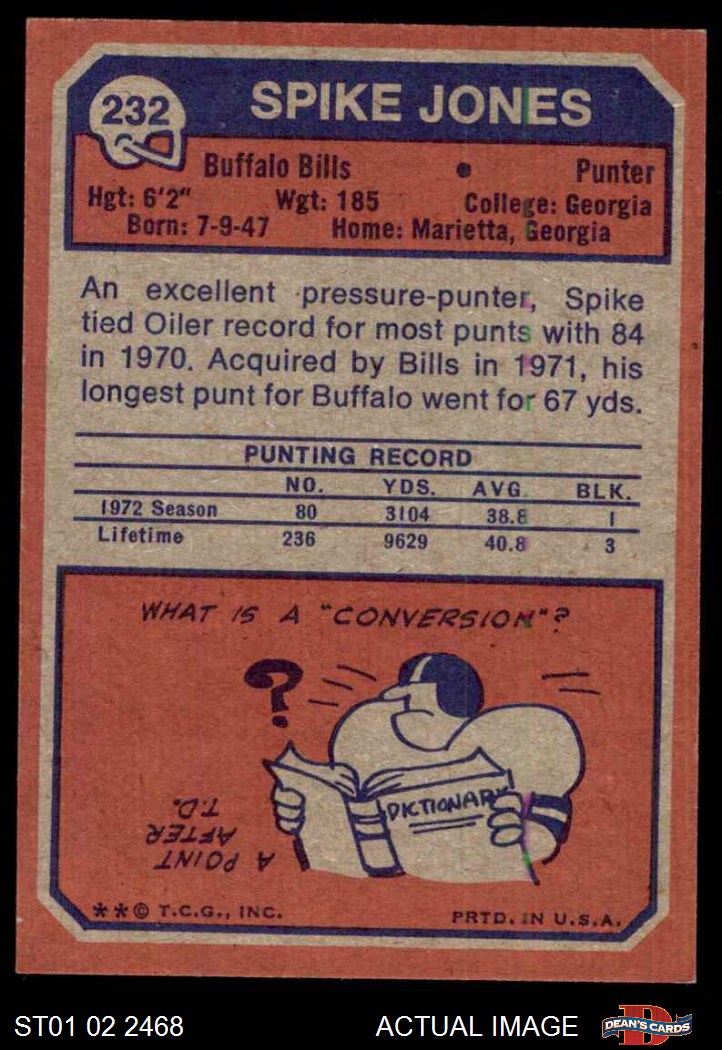 232
SPIKE JONES
Buffalo Bills • Punter
Hgt: 6'2" Wgt: 185 College: Georgia
Born: 7-9-47 Home: Marietta, Georgia
An excellent pressure-punter, Spike
tied Oiler record for most punts with 84
in 1970. Acquired by Bills in 1971, his
longest punt for Buffalo went for 67 yds.
PUNTING RECORD
NO. YDS. AVG. BLK.
1972 Season 80 3104 38.8 1
Lifetime 236 9629 40.8 3
WHAT IS A "CONVERSION"?
?
DICTIONARY
A POINT
AFTER
T.D.
**© T.C.G., INC. PRTD. IN U.S.A.
ST01 02 2468 ACTUAL IMAGE D DEAN'S CARDS